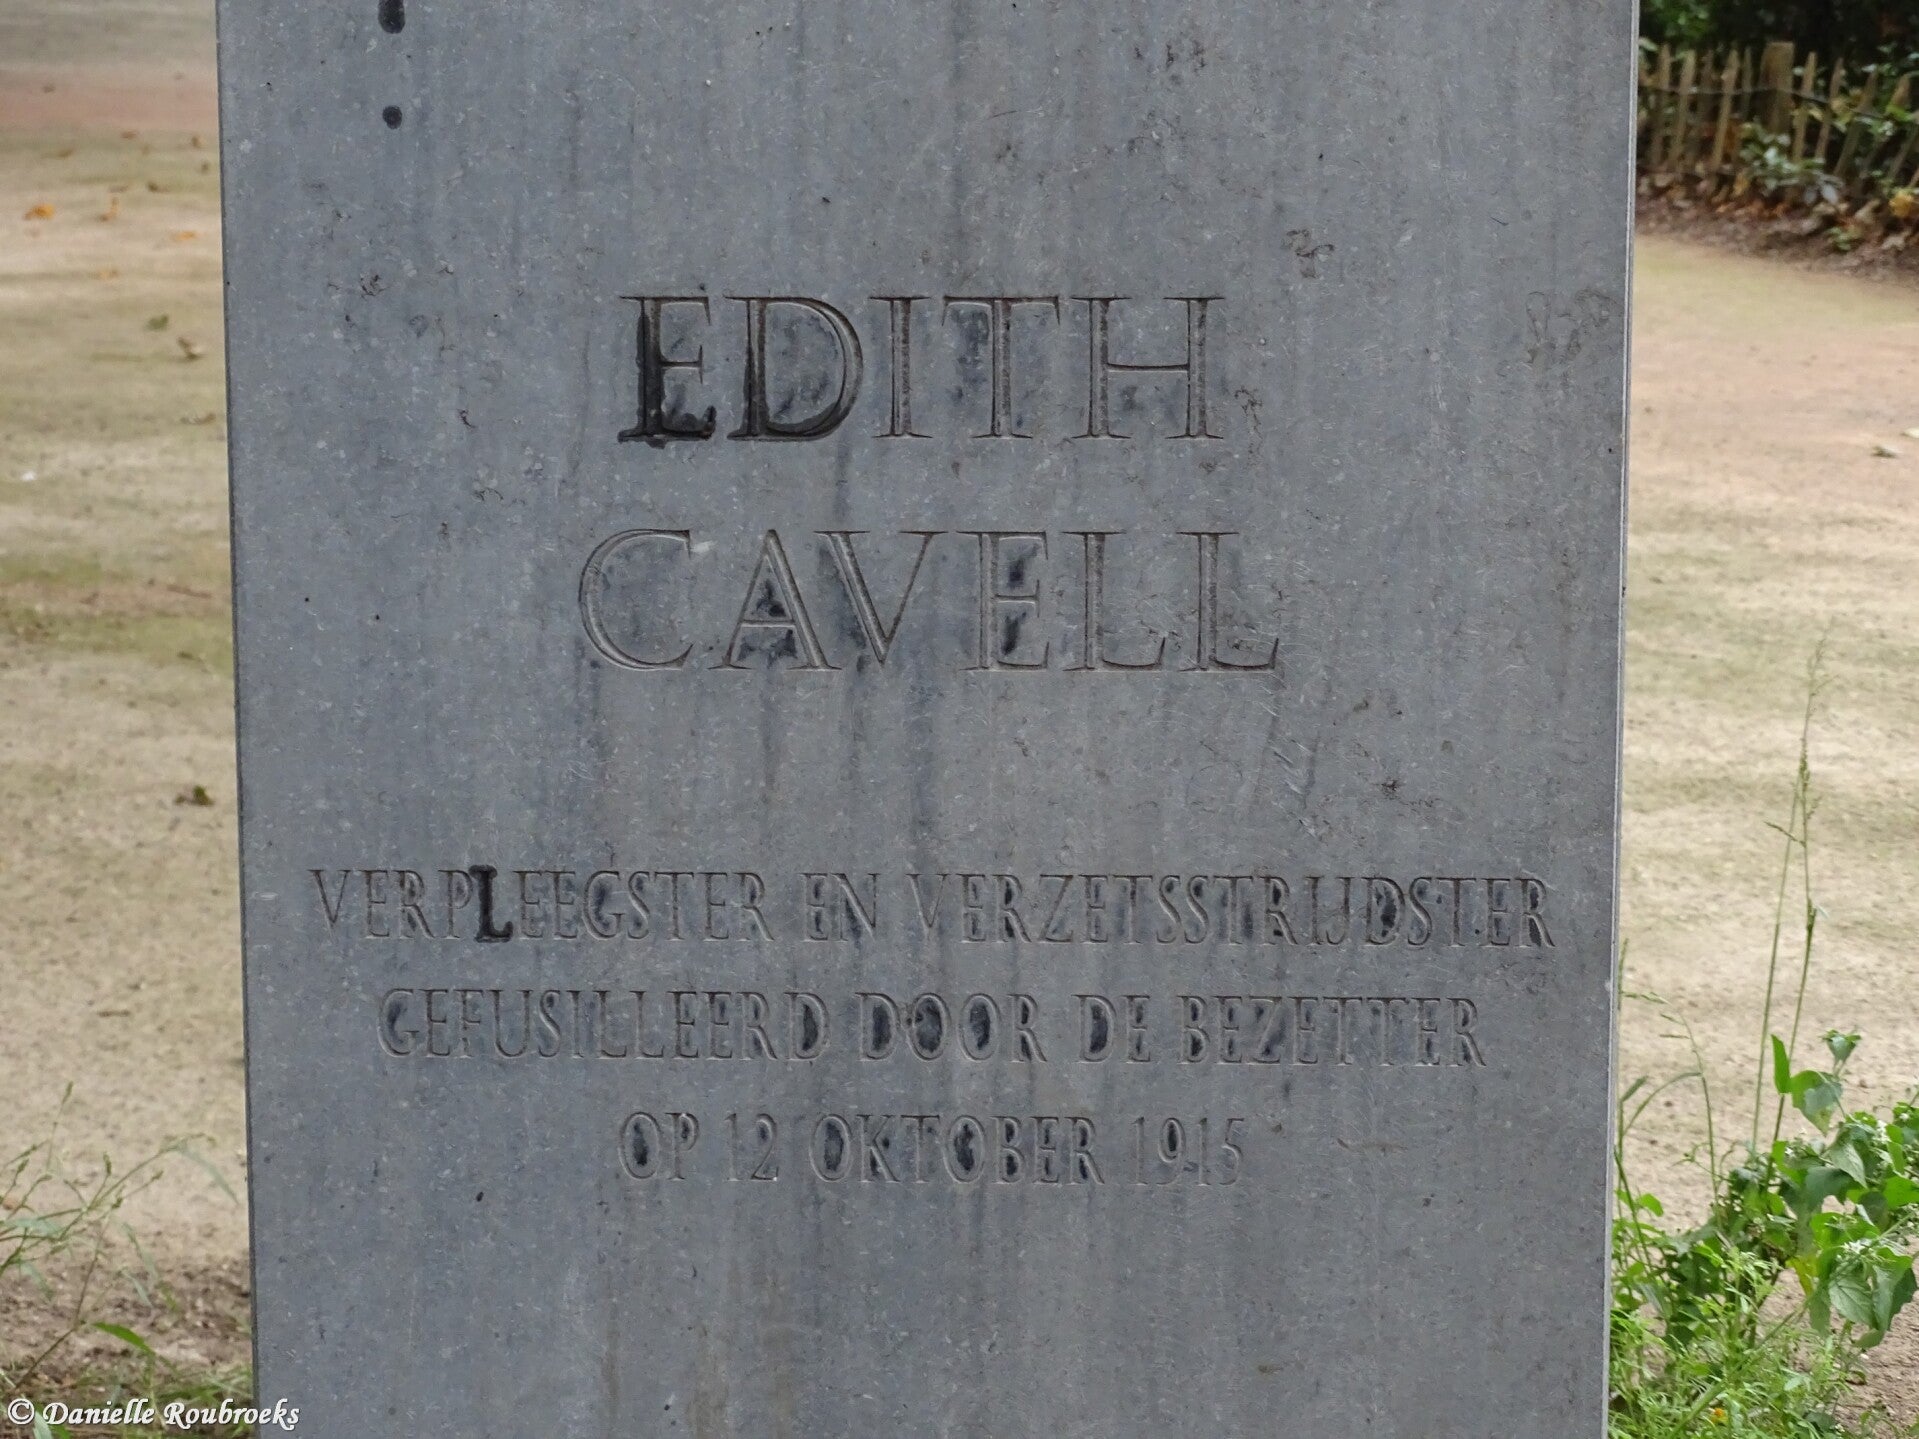 EDITH
CAVELL
VERPLEEGSTER EN VERZETSSTRIJDSTER
GEFUSILLEERD DOOR DE BEZETTER
OP 12 OKTOBER 1915
© Danielle Roubroeks